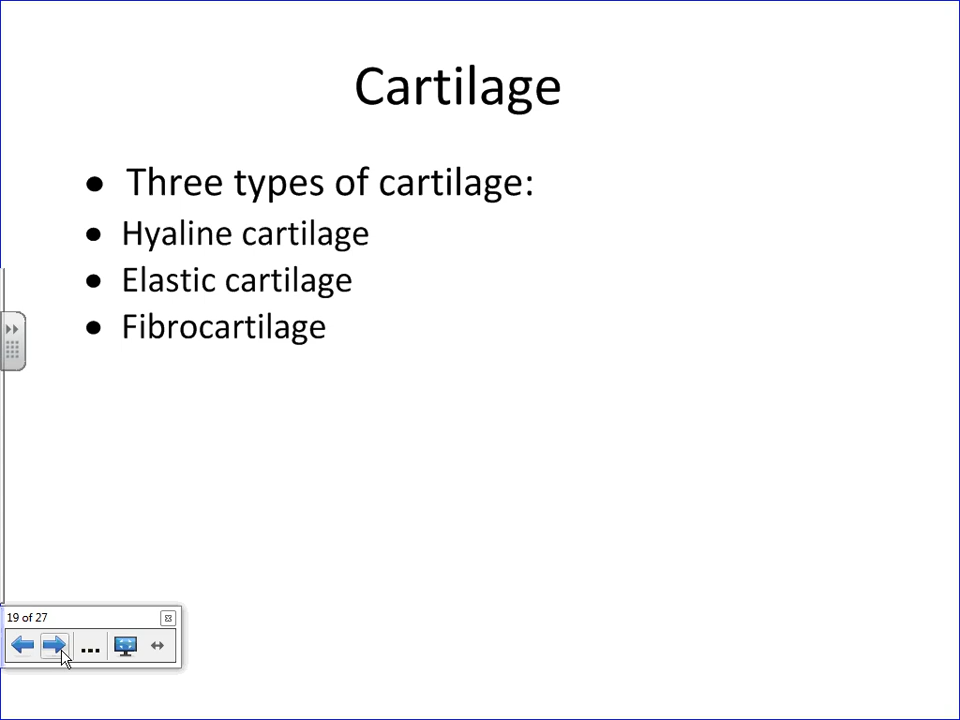 Cartilage
• Three types of cartilage:
• Hyaline cartilage
• Elastic cartilage
• Fibrocartilage
19 of 27
...